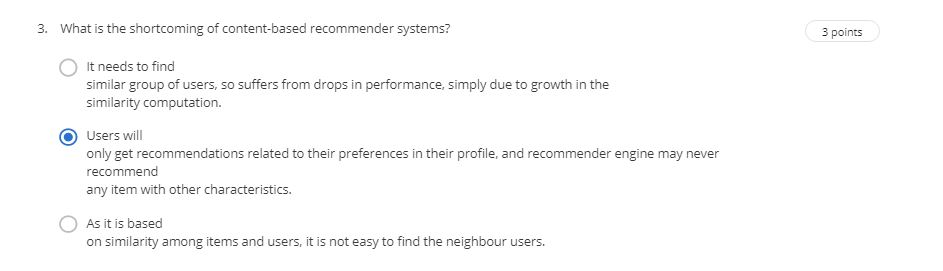 3. What is the shortcoming of content-based recommender systems?
3 points
It needs to find
similar group of users, so suffers from drops in performance, simply due to growth in the
similarity computation.
Users will
only get recommendations related to their preferences in their profile, and recommender engine may never
recommend
any item with other characteristics.
As it is based
on similarity among items and users, it is not easy to find the neighbour users.